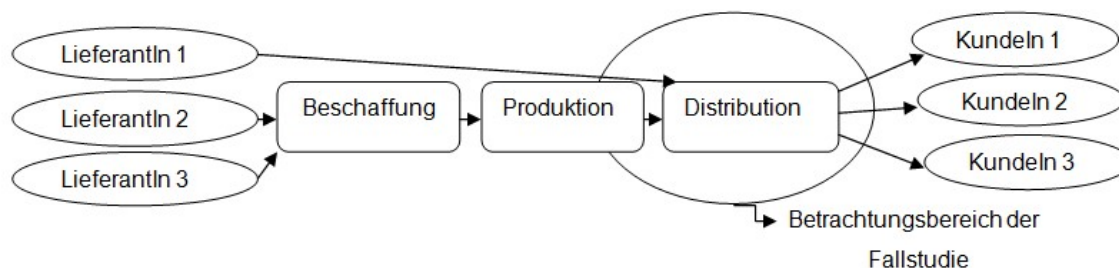 LieferantIn 1
KundeIn 1
Beschaffung
Produktion
Distribution
LieferantIn 2
KundeIn 2
LieferantIn 3
KundeIn 3
Betrachtungsbereich der
Fallstudie